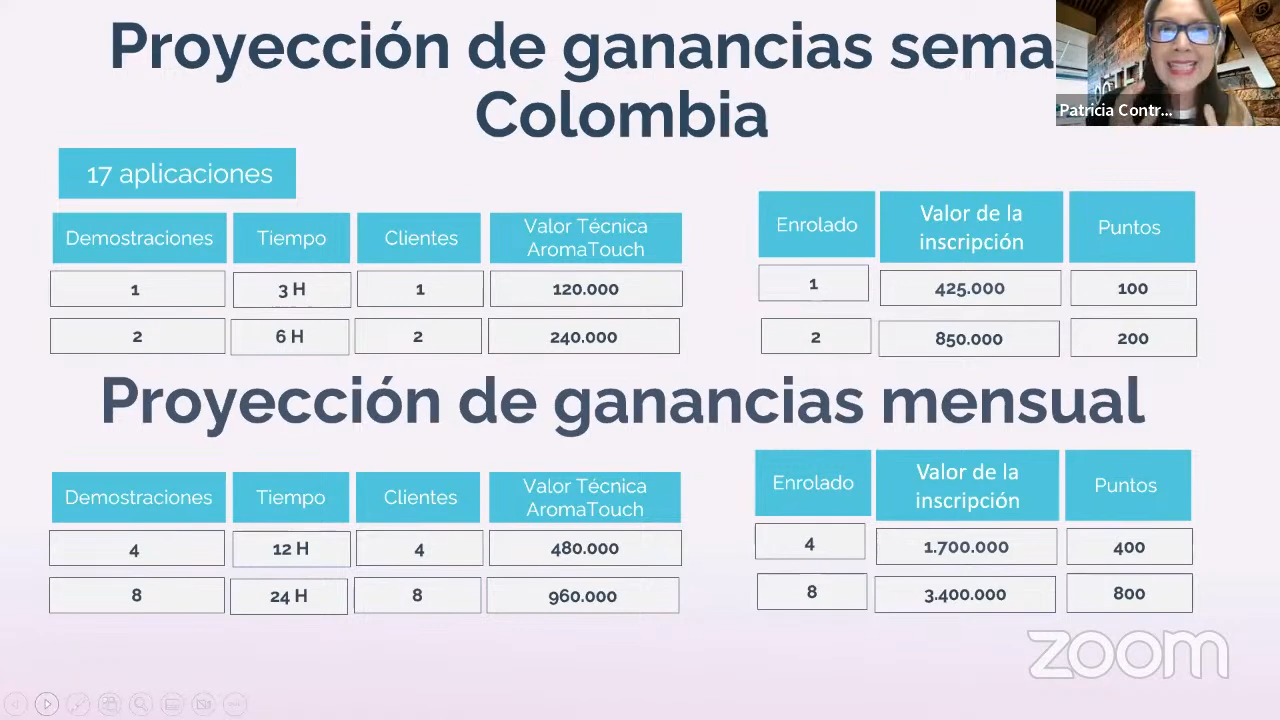 Proyección de ganancias sema
Colombia
Patricia Contr...
17 aplicaciones
Demostraciones Tiempo Clientes Valor Técnica AromaTouch
1 3 H 1 120.000
2 6 H 2 240.000
Enrolado Valor de la inscripción Puntos
1 425.000 100
2 850.000 200
Proyección de ganancias mensual
Demostraciones Tiempo Clientes Valor Técnica AromaTouch
4 12 H 4 480.000
8 24 H 8 960.000
Enrolado Valor de la inscripción Puntos
4 1.700.000 400
8 3.400.000 800
zoom